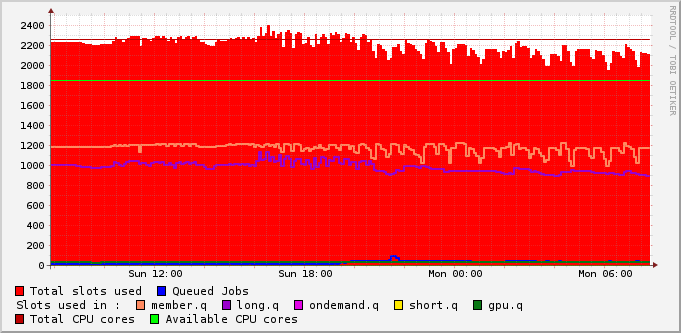 2400
2200
2000
1800
1600
1400
1200
1000
800
600
400
200
0
Sun 12:00 Sun 18:00 Mon 00:00 Mon 06:00
Total slots used Queued Jobs
Slots used in : member.q long.q ondemand.q short.q gpu.q
Total CPU cores Available CPU cores
RRDTOOL / TOBI OETIKER